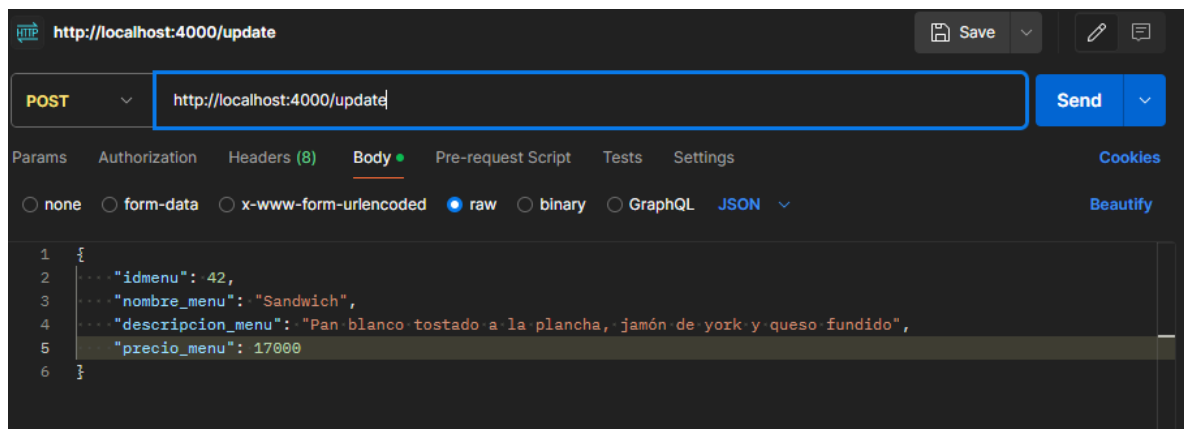 HTTP http://localhost:4000/update Save
POST http://localhost:4000/update Send
Params Authorization Headers (8) Body Pre-request Script Tests Settings Cookies
none form-data x-www-form-urlencoded raw binary GraphQL JSON Beautify
1 {
2 "idmenu": 42,
3 "nombre_menu": "Sandwich",
4 "descripcion_menu": "Pan blanco tostado a la plancha, jamón de york y queso fundido",
5 "precio_menu": 17000
6 }